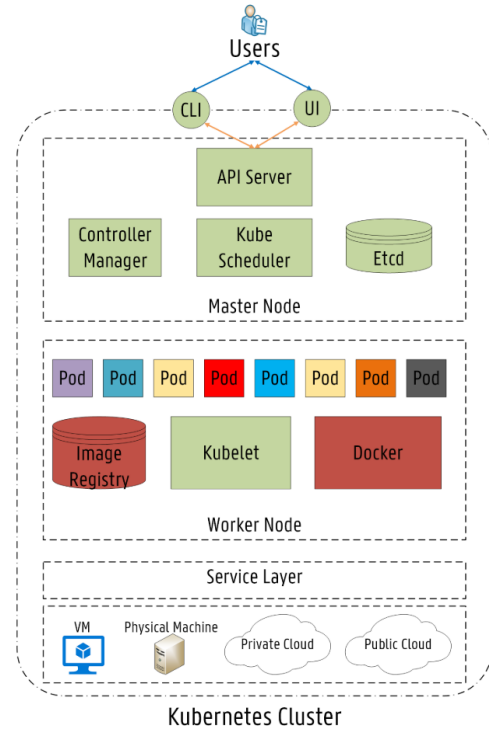 Users
CLI
UI
API Server
Controller
Manager
Kube
Scheduler
Etcd
Master Node
Pod Pod Pod Pod Pod Pod Pod Pod
Image
Registry
Kubelet
Docker
Worker Node
Service Layer
VM
Physical Machine
Private Cloud
Public Cloud
Kubernetes Cluster